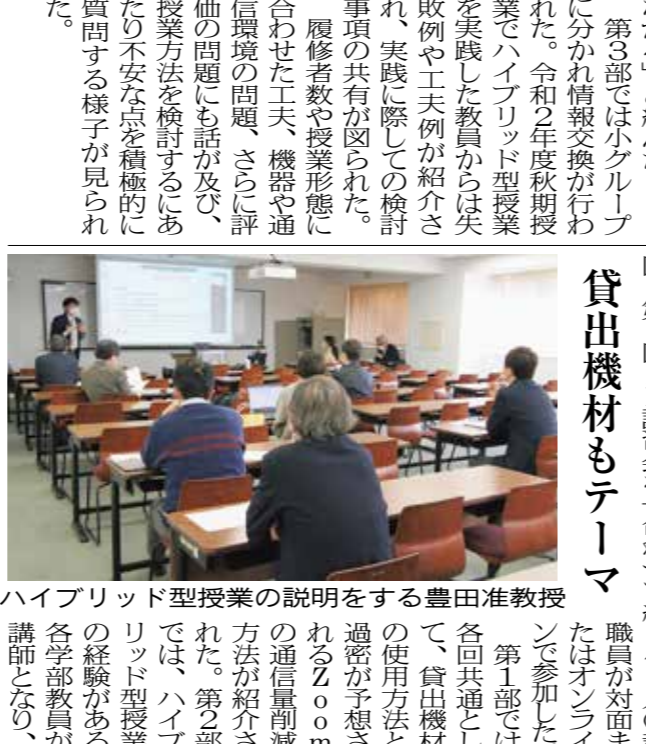 第3部では小グループ
に分かれ情報交換が行わ
れた。令和2年度秋期授
業でハイブリッド型授業
を実践した教員からは失
敗例や工夫例が紹介さ
れ、実践に際しての検討
事項の共有が図られた。
履修者数や授業形態に
合わせた工夫、機器や通
信環境の問題、さらに評
価の問題にも話が及び、
授業方法を検討するにあ
たり不安な点を積極的に
質問する様子が見られ
た。
貸出機材もテーマ
ハイブリッド型授業の説明をする豊田准教授
職員が対面ま
たはオンライ
ンで参加した
第1部では
各回共通とし
て、貸出機材
の使用方法と
過密が予想さ
れるZoom
の通信量削減
方法が紹介さ
れた。第2部
では、ハイブ
リッド型授業
の経験がある
各学部教員が
講師となり、